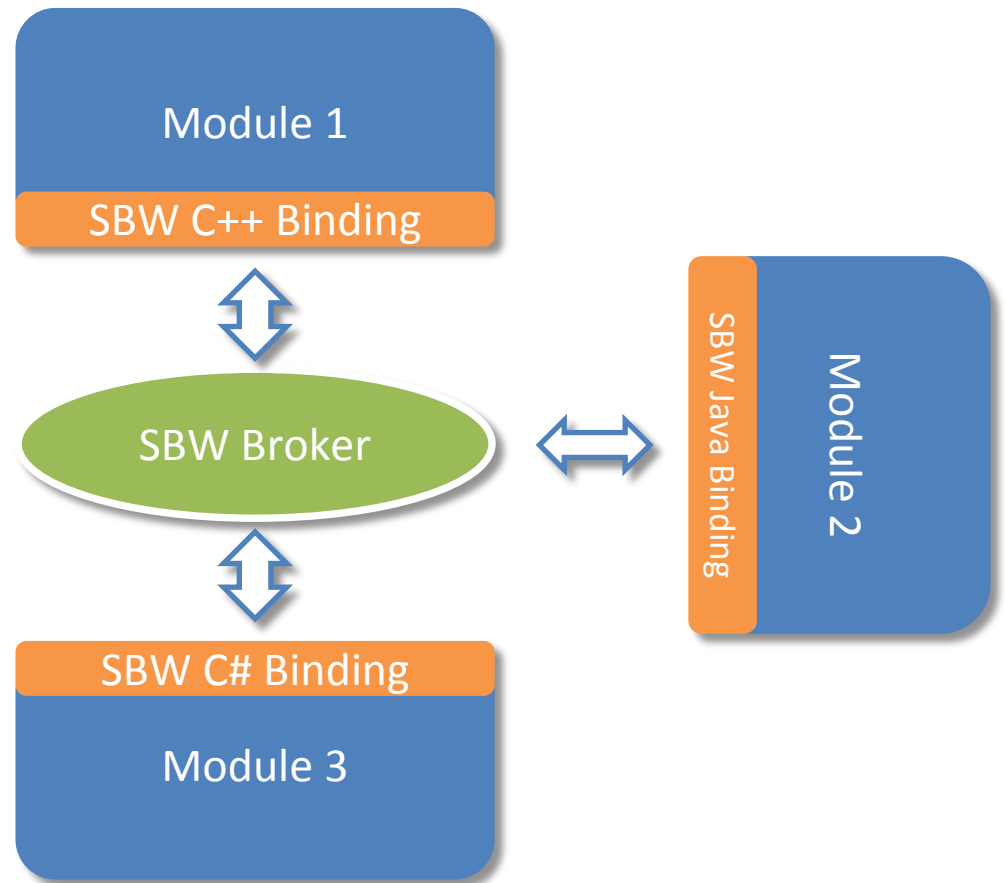 Module 1
SBW C++ Binding
SBW Broker
SBW Java Binding
Module 2
SBW C# Binding
Module 3